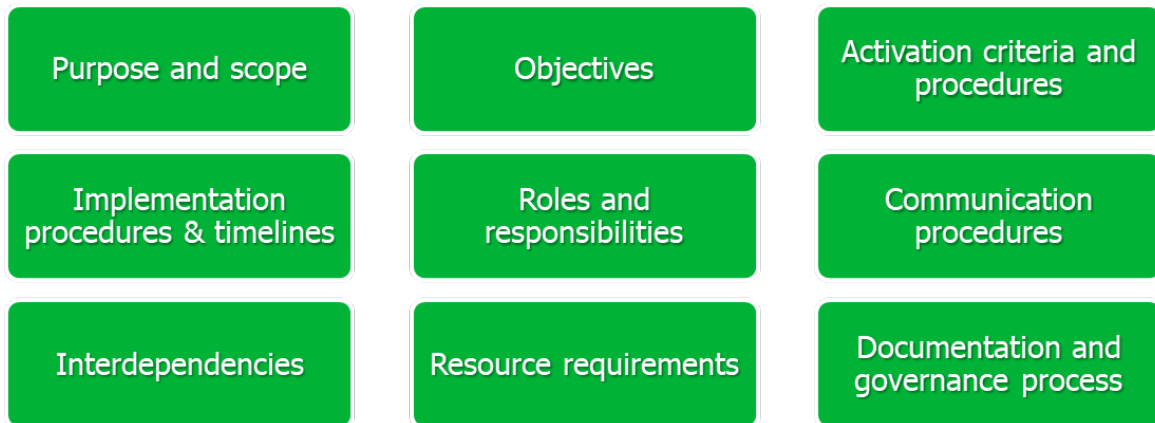 Purpose and scope
Objectives
Activation criteria and
procedures
Implementation
procedures & timelines
Roles and
responsibilities
Communication
procedures
Interdependencies
Resource requirements
Documentation and
governance process